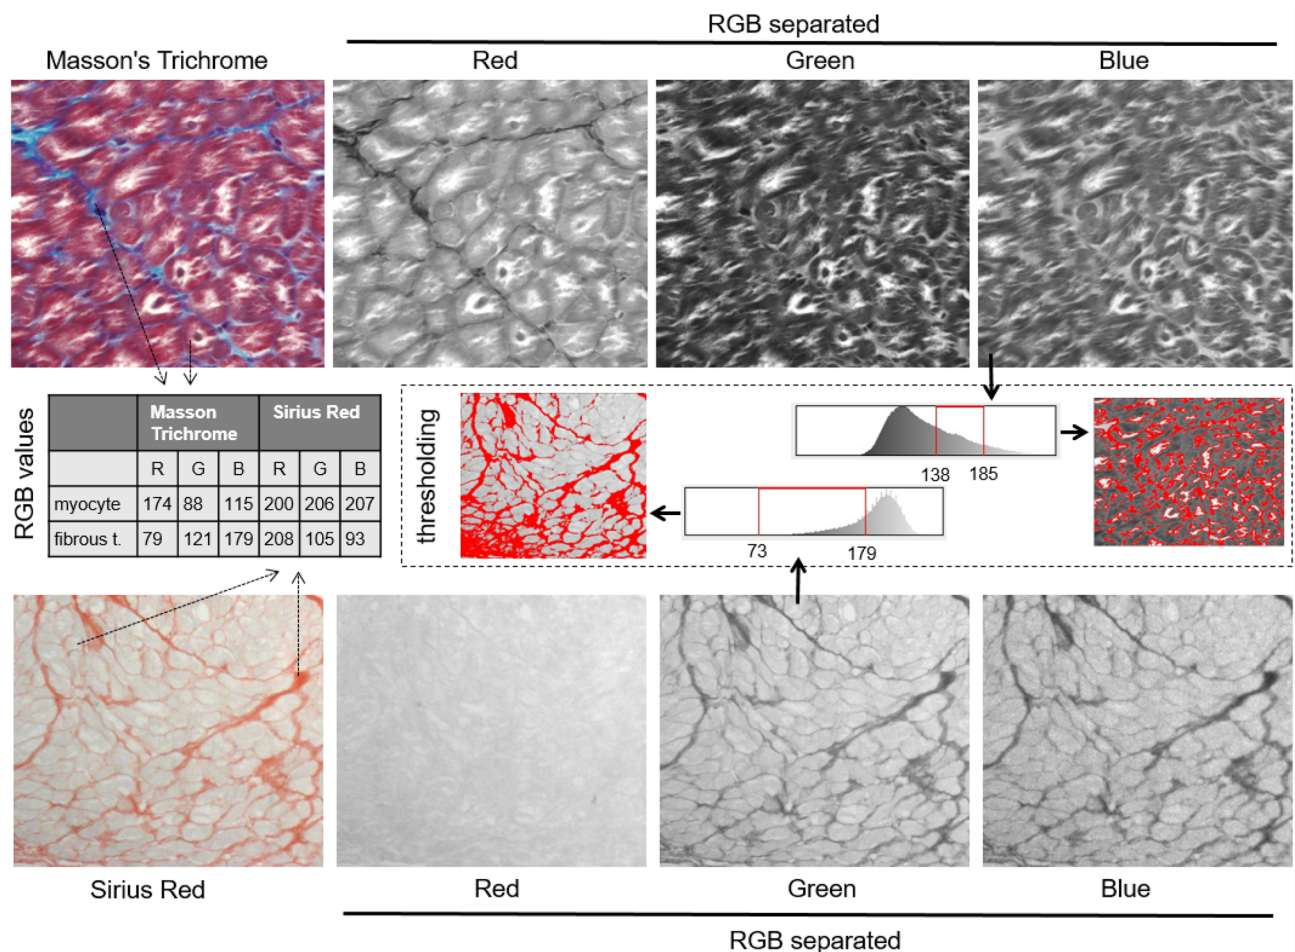 RGB separated
Masson's Trichrome
Red
Green
Blue
RGB values
Masson Trichrome
Sirius Red
R G B R G B
myocyte 174 88 115 200 206 207
fibrous t. 79 121 179 208 105 93
thresholding
138 185
73 179
Sirius Red
Red
Green
Blue
RGB separated